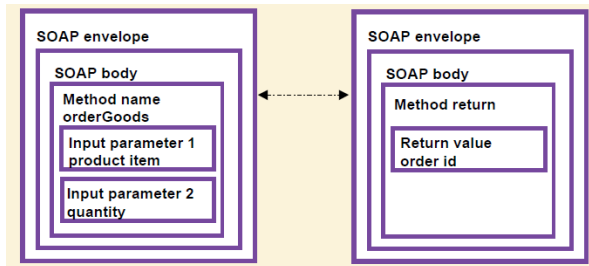 SOAP envelope
SOAP body
Method name
orderGoods
Input parameter 1
product item
Input parameter 2
quantity
SOAP envelope
SOAP body
Method return
Return value
order id